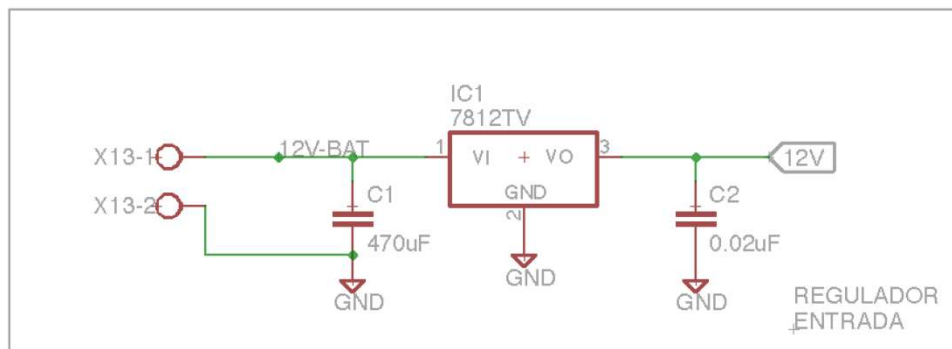 IC1
7812TV
X13-1
12V-BAT
1
VI
VO
3
12V
GND
2
X13-2
C1
470uF
C2
0.02uF
GND
GND
GND
REGULADOR
ENTRADA